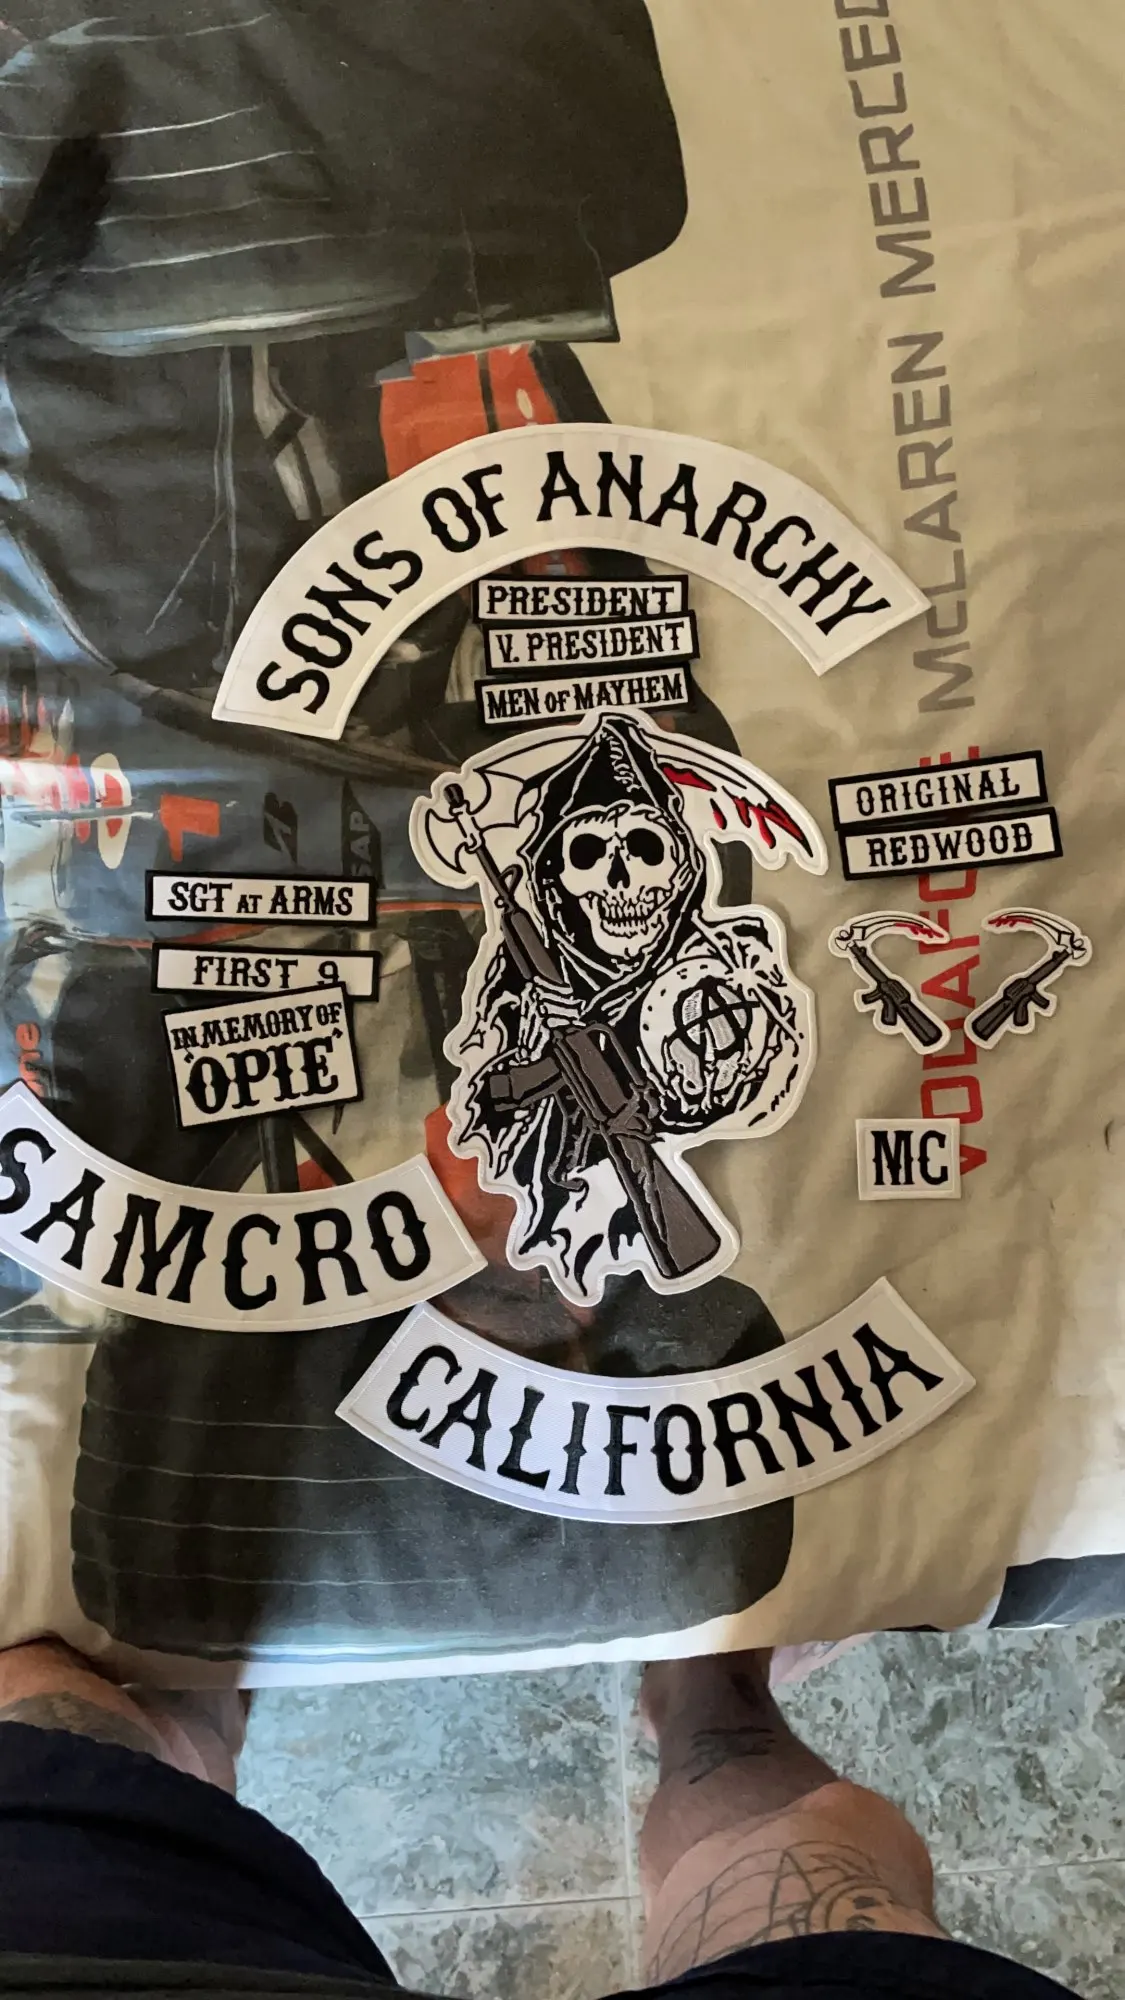 VODAFONE MCLAREN MERCED
SONS OF ANARCHY
PRESIDENT
V. PRESIDENT
MEN OF MAYHEM
ORIGINAL
REDWOOD
SGT AT ARMS
FIRST 9
IN MEMORY OF
"OPIE"
A
MC
SAMCRO
CALIFORNIA